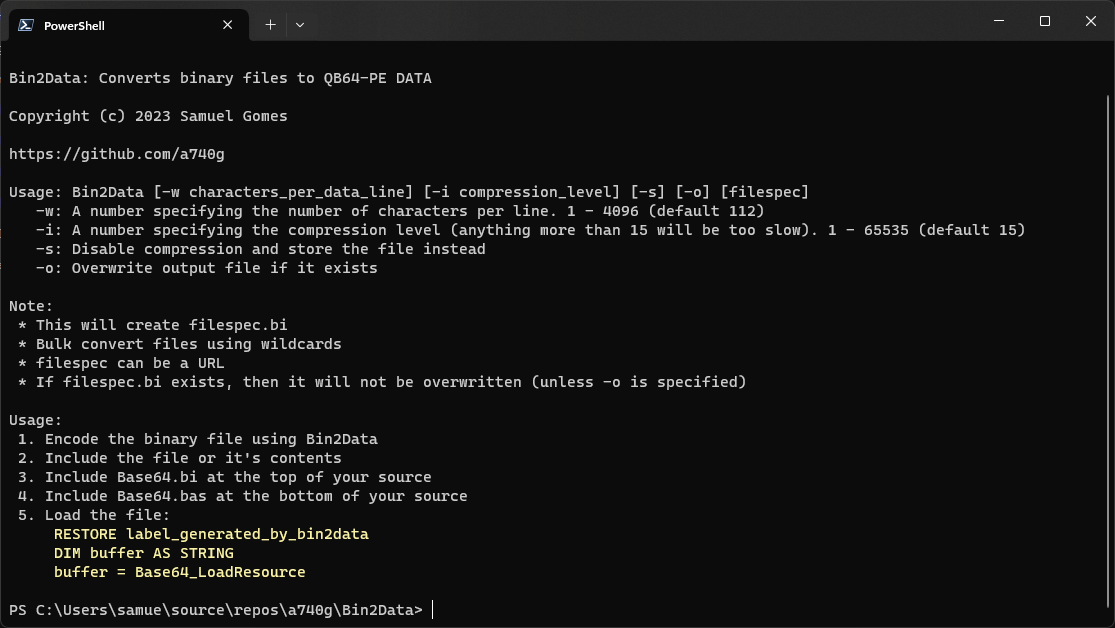 PowerShell
Bin2Data: Converts binary files to QB64-PE DATA
Copyright (c) 2023 Samuel Gomes
https://github.com/a740g
Usage: Bin2Data [-w characters_per_data_line] [-i compression_level] [-s] [-o] [filespec]
-w: A number specifying the number of characters per line. 1 - 4096 (default 112)
-i: A number specifying the compression level (anything more than 15 will be too slow). 1 - 65535 (default 15)
-s: Disable compression and store the file instead
-o: Overwrite output file if it exists
Note:
* This will create filespec.bi
* Bulk convert files using wildcards
* filespec can be a URL
* If filespec.bi exists, then it will not be overwritten (unless -o is specified)
Usage:
1. Encode the binary file using Bin2Data
2. Include the file or it's contents
3. Include Base64.bi at the top of your source
4. Include Base64.bas at the bottom of your source
5. Load the file:
RESTORE label_generated_by_bin2data
DIM buffer AS STRING
buffer = Base64_LoadResource
PS C:\Users\samue\source\repos\a740g\Bin2Data>